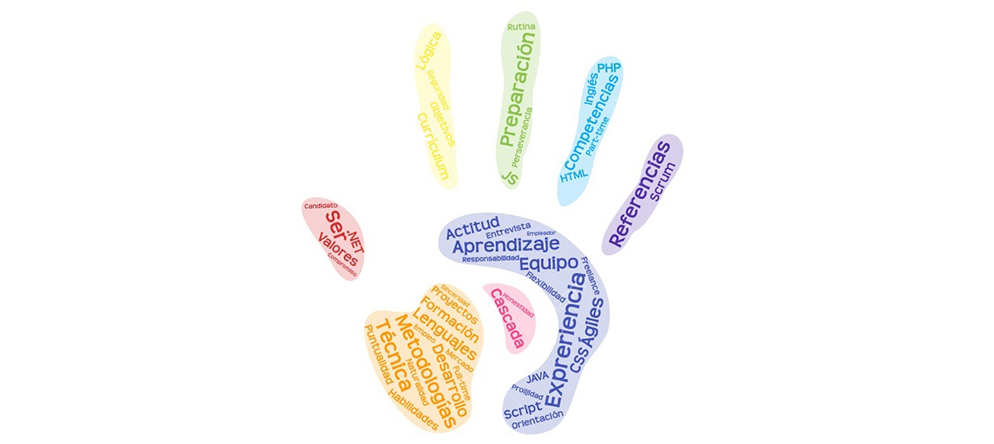 Lógica
Seguridad
Objetivos
Curriculum
Rutina
Preparación
Perseverancia
JS
PHP
Inglés
Competencias
Part-time
HTML
Referencias
Scrum
Candidato
Ser
.NET
Valores
Compromiso
Actitud
Entrevista
Empleador
Aprendizaje
Responsabilidad
Equipo
Flexibilidad
Freelance
Expreriencia
Ágiles
CSS
JAVA
Prolijidad
Script
Orientación
Honestidad
Cascada
Sinceridad
Proyectos
Formación
Lenguajes
Empleo
Mercado
Metodologías
Desarrollo
Full-time
Técnica
Naturalidad
Puntualidad
Habilidades